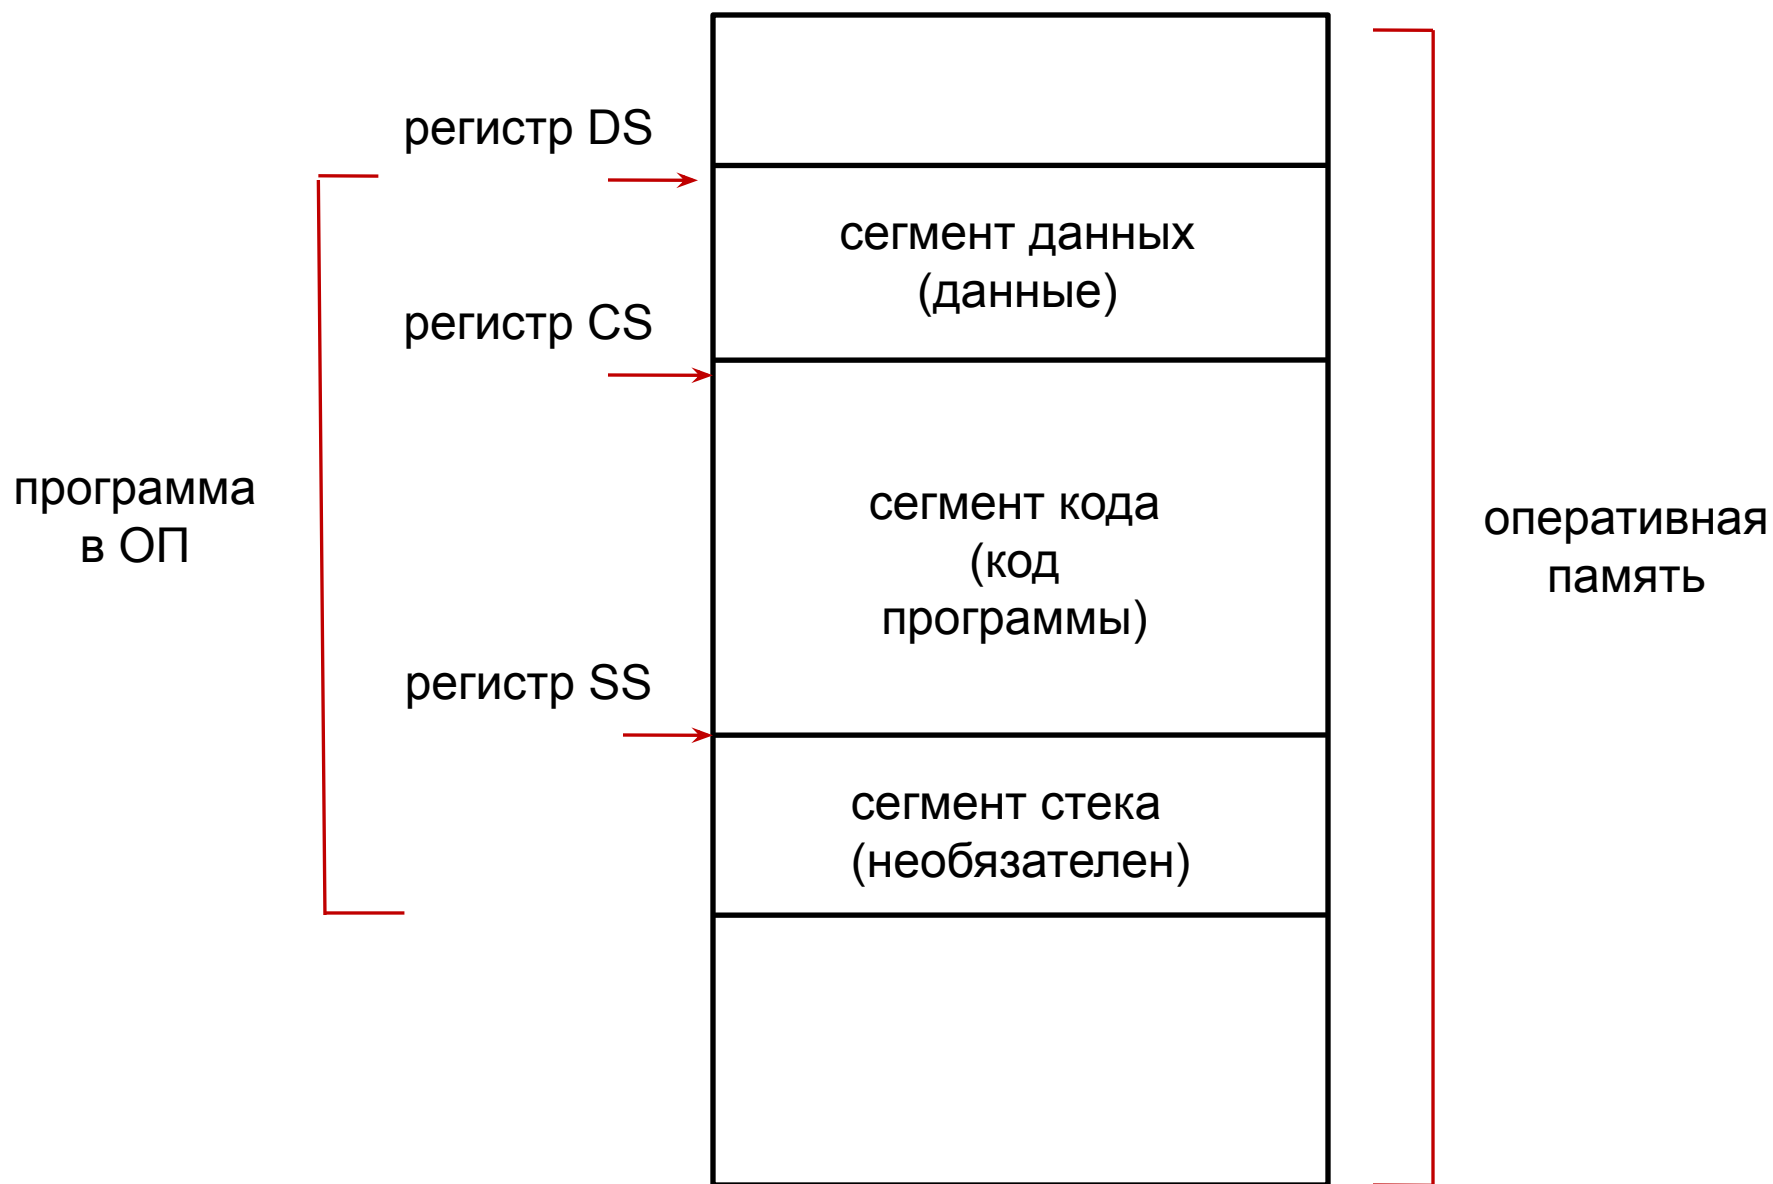 регистр DS
сегмент данных
(данные)
регистр CS
программа
в ОП
сегмент кода
(код
программы)
оперативная
память
регистр SS
сегмент стека
(необязателен)